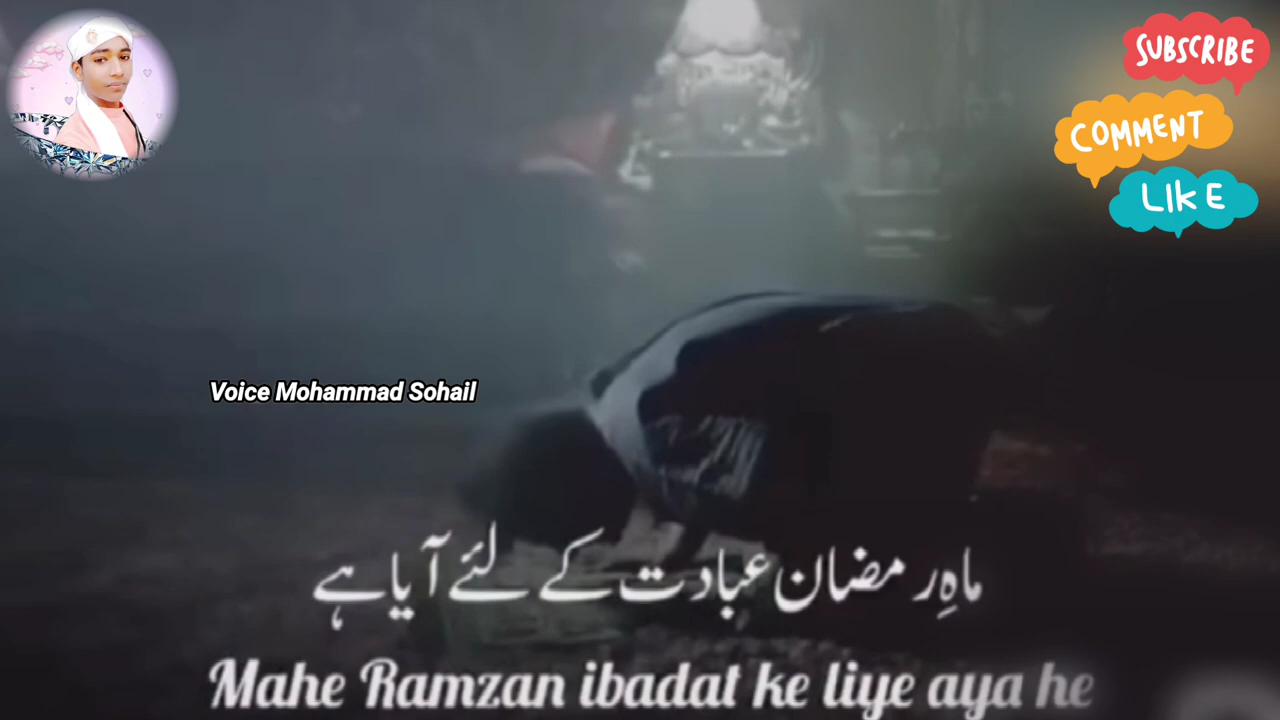 SUBSCRIBE
COMMENT
LIKE
Voice Mohammad Sohail
ماہِ رمضان عبادت کے لئے آیا ہے
Mahe Ramzan ibadat ke liye aya he